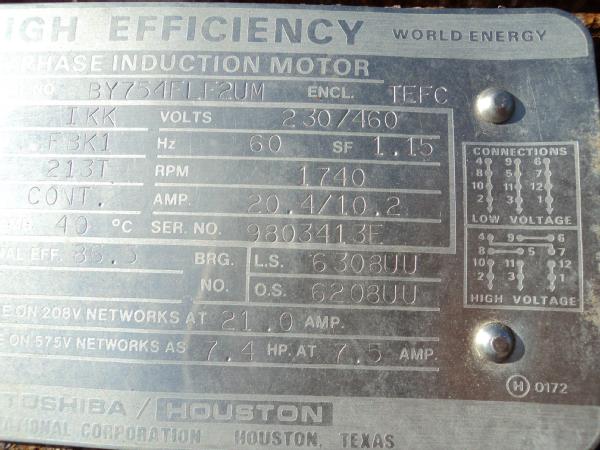 HIGH EFFICIENCY WORLD ENERGY
PHASE INDUCTION MOTOR
NO. ENCL. TEFC
IKK VOLTS 230/460
FBK1 Hz 60 SF 1.15
213T RPM 1740
CONT. AMP. 20.4/10.2
40 °C SER. NO. 9803413E
EFF. BRG. L.S. 6308UU
NO. O.S. 6208UU
E ON 208V NETWORKS AT 21.0 AMP.
E ON 575V NETWORKS AS 7.4 HP. AT 7.5 AMP.
CONNECTIONS
4 9 6
8 5 7
10 11 12
2 3 1
LOW VOLTAGE
4 9 6
8 5 7
10 11 12
2 3 1
HIGH VOLTAGE
H 0172
TOSHIBA / HOUSTON
NATIONAL CORPORATION HOUSTON, TEXAS